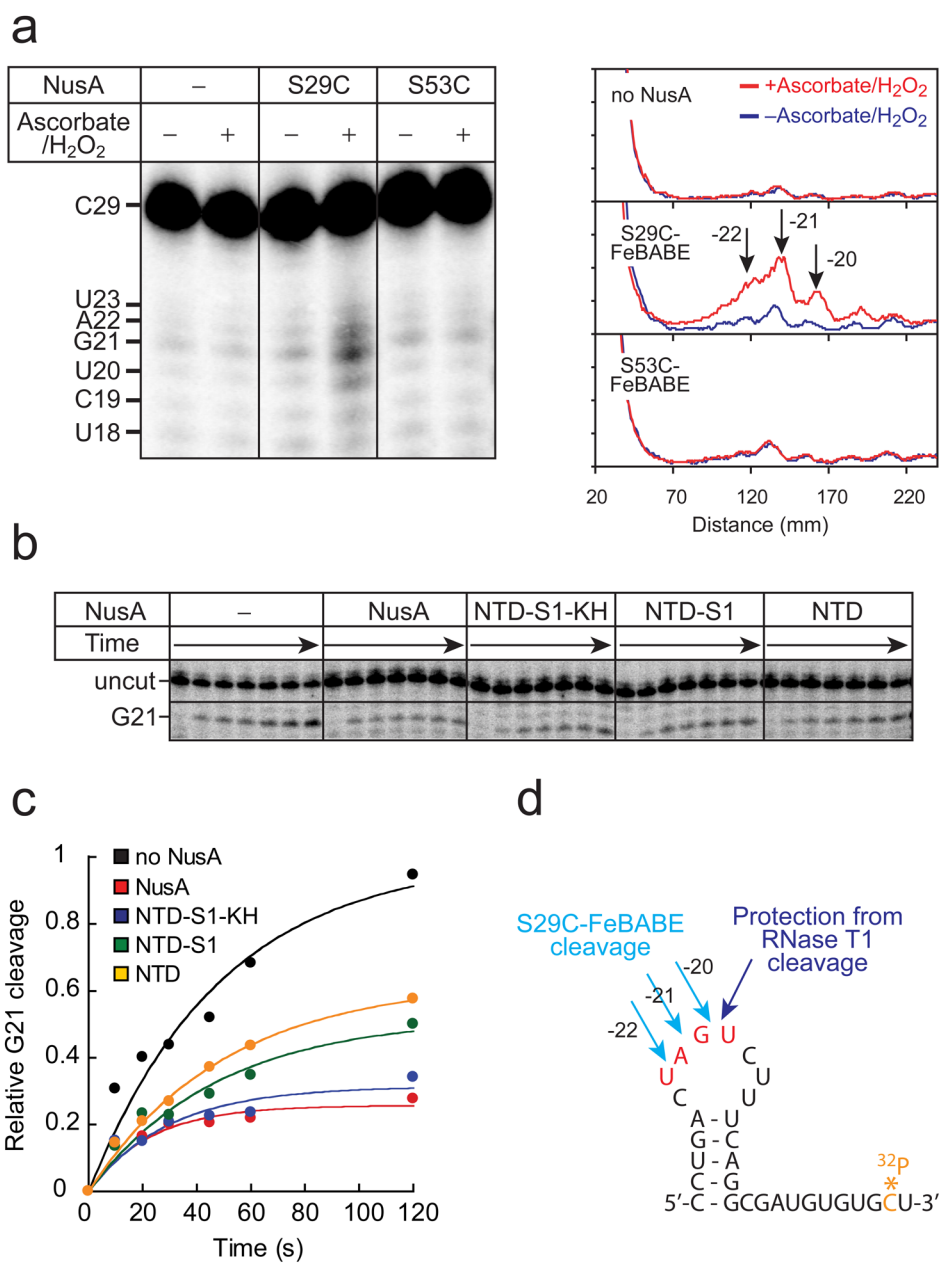 a
NusA – S29C S53C
Ascorbate /H2O2 – + – + – +
C29
U23
A22
G21
U20
C19
U18
no NusA
+Ascorbate/H2O2
–Ascorbate/H2O2
S29C-
FeBABE
-22
-21
-20
S53C-
FeBABE
20 70 120 170 220
Distance (mm)
b
NusA – NusA NTD-S1-KH NTD-S1 NTD
Time
uncut
G21
c
Relative G21 cleavage
1
0.8
0.6
0.4
0.2
0
no NusA
NusA
NTD-S1-KH
NTD-S1
NTD
0 20 40 60 80 100 120
Time (s)
d
S29C-FeBABE
cleavage
Protection from
RNase T1
cleavage
-20
-21
-22
G U
A C
U U
C U
A - U
G - C
U - A
C - G
32P
*
5′-C - GCGAUGUGUGCU-3′